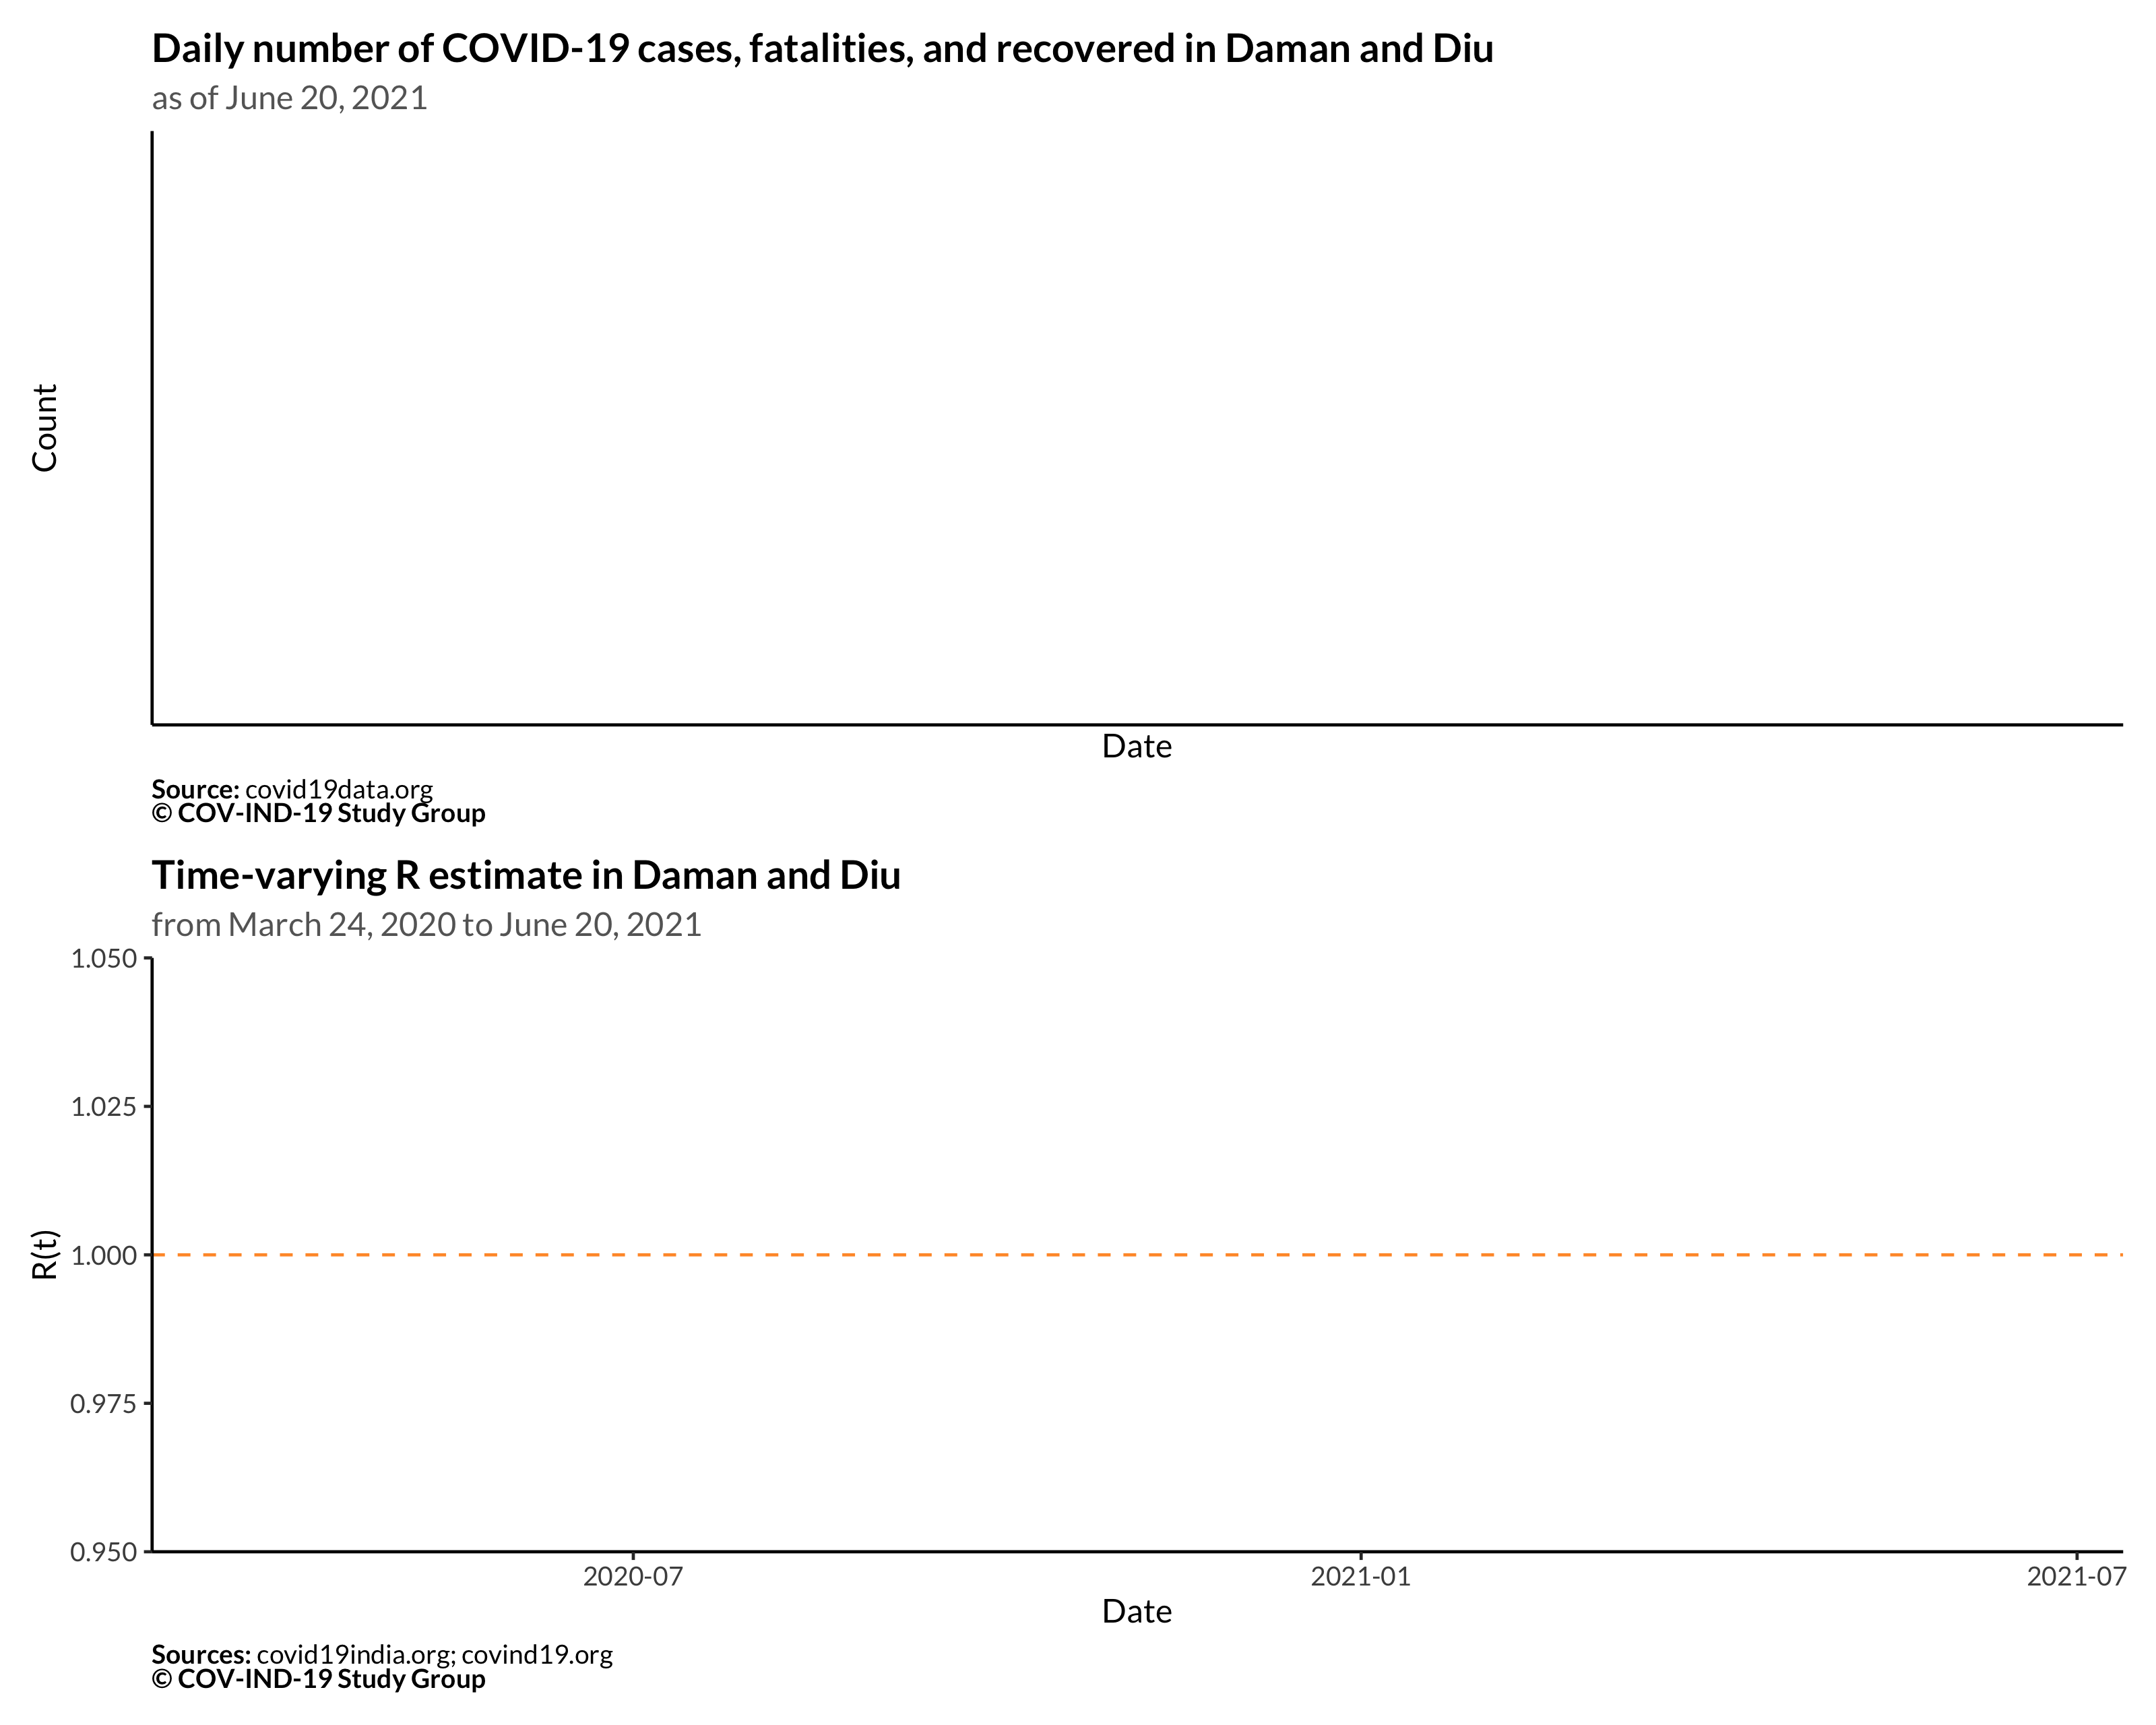 Daily number of COVID-19 cases, fatalities, and recovered in Daman and Diu
as of June 20, 2021
Count
Date
Source: covid19data.org
© COV-IND-19 Study Group
Time-varying R estimate in Daman and Diu
from March 24, 2020 to June 20, 2021
1.050
1.025
R(t)
1.000
0.975
0.950
2020-07 2021-01 2021-07
Date
Sources: covid19india.org; covind19.org
© COV-IND-19 Study Group